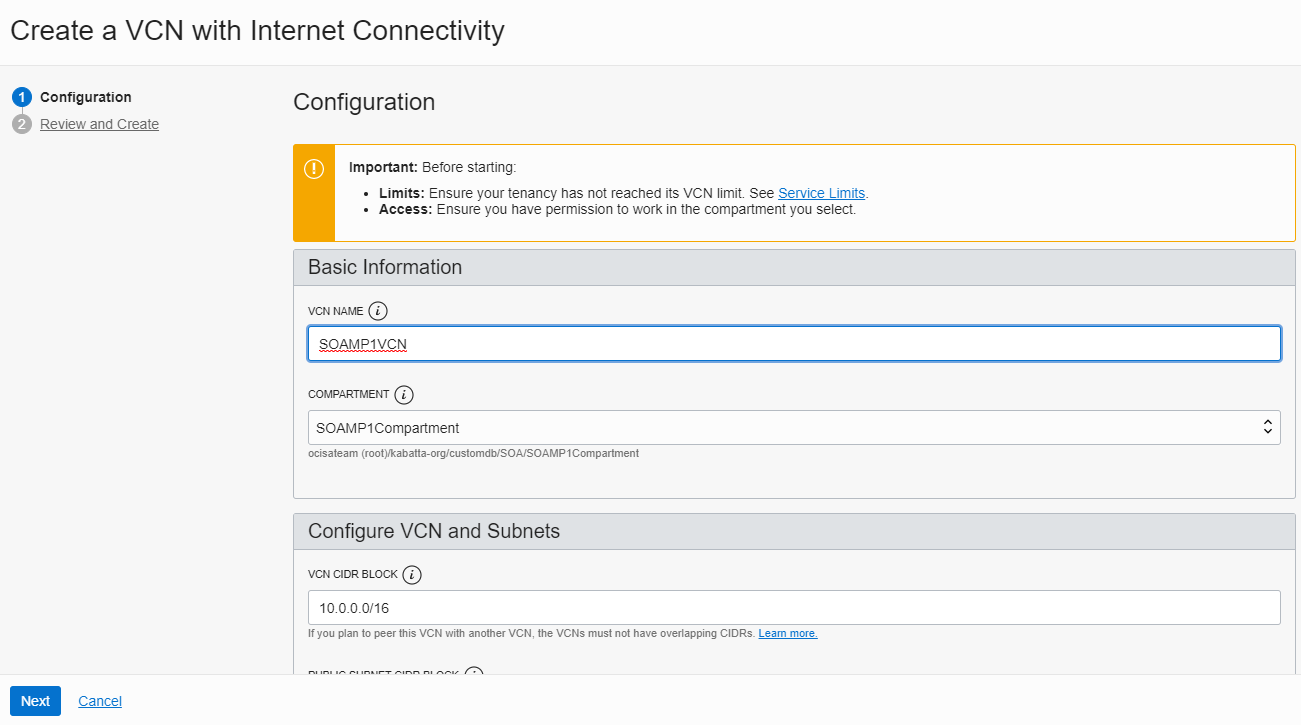 Create a VCN with Internet Connectivity
1 Configuration
2 Review and Create
Configuration
Important: Before starting:
• Limits: Ensure your tenancy has not reached its VCN limit. See Service Limits.
• Access: Ensure you have permission to work in the compartment you select.
Basic Information
VCN NAME i
SOAMP1VCN
COMPARTMENT i
SOAMP1Compartment
ocisateam (root)/kabatta-org/customdb/SOA/SOAMP1Compartment
Configure VCN and Subnets
VCN CIDR BLOCK i
10.0.0.0/16
If you plan to peer this VCN with another VCN, the VCNs must not have overlapping CIDRs. Learn more.
PUBLIC SUBNET CIDR BLOCK
Next Cancel